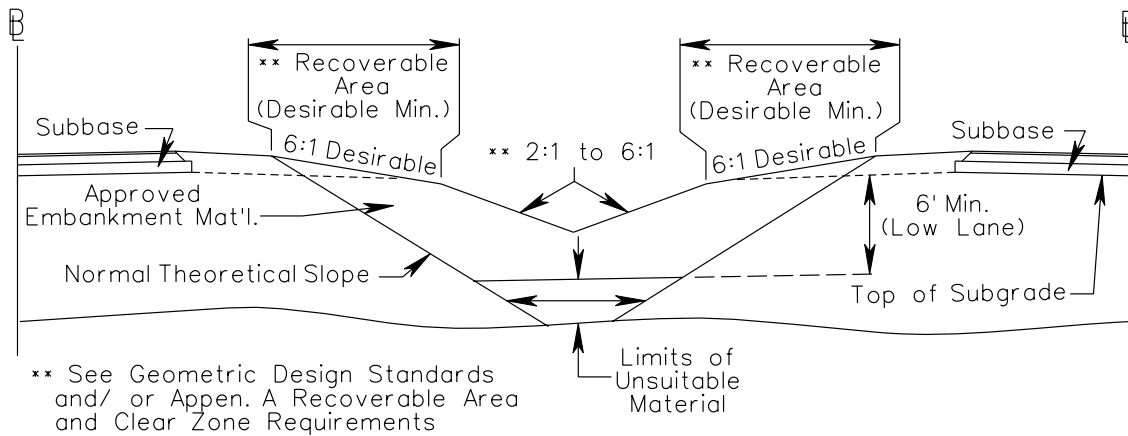 BL
BL
** Recoverable
Area
(Desirable Min.)
** Recoverable
Area
(Desirable Min.)
Subbase
6:1 Desirable
** 2:1 to 6:1
6:1 Desirable
Subbase
Approved
Embankment Mat'l.
6' Min.
(Low Lane)
Normal Theoretical Slope
Top of Subgrade
Limits of
Unsuitable
Material
** See Geometric Design Standards
and/ or Appen. A Recoverable Area
and Clear Zone Requirements